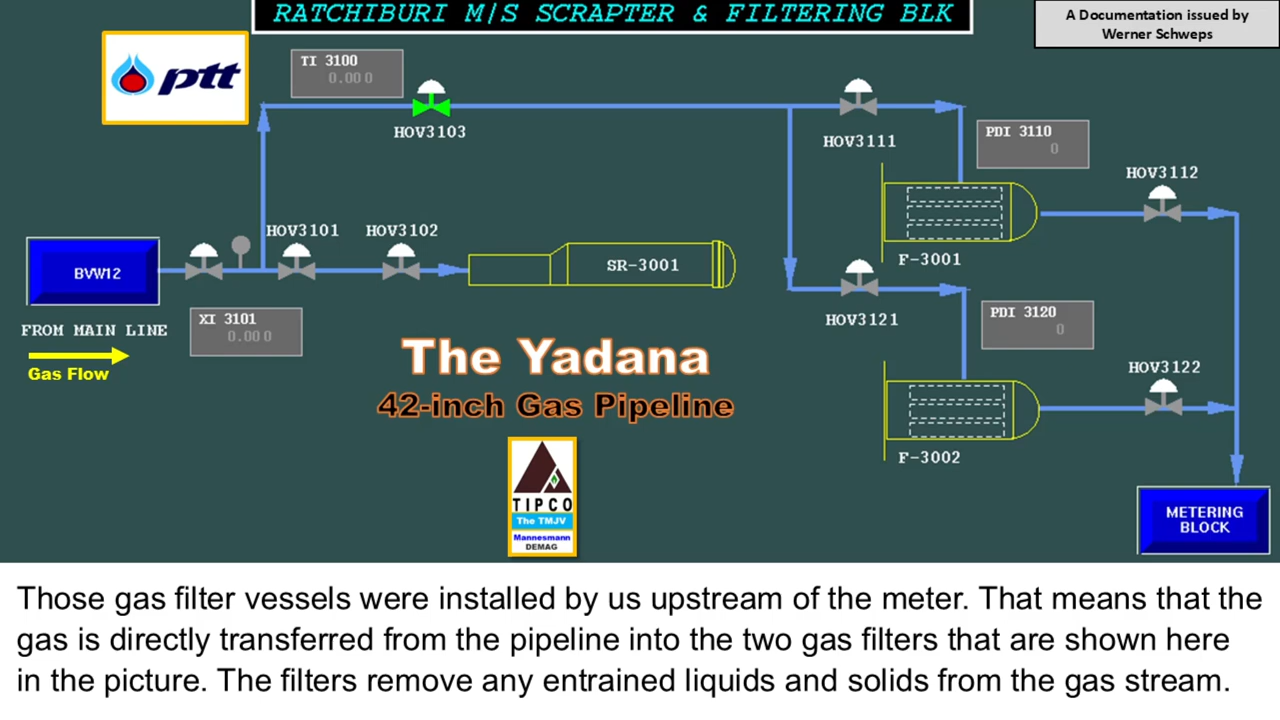 RATCHIBURI M/S SCRAPTER & FILTERING BLK
A Documentation issued by
Werner Schweps
ptt
TI 3100
0.000
HOV3103
HOV3111
PDI 3110
0
HOV3112
HOV3101
HOV3102
BVW12
SR-3001
F-3001
FROM MAIN LINE
Gas Flow
XI 3101
0.000
HOV3121
PDI 3120
0
The Yadana
42-inch Gas Pipeline
HOV3122
F-3002
TIPCO
The TMJV
Mannesmann
DEMAG
METERING
BLOCK
Those gas filter vessels were installed by us upstream of the meter. That means that the
gas is directly transferred from the pipeline into the two gas filters that are shown here
in the picture. The filters remove any entrained liquids and solids from the gas stream.